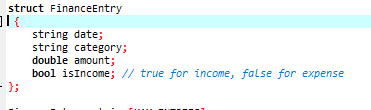 struct FinanceEntry
{
string date;
string category;
double amount;
bool isIncome; // true for income, false for expense
};